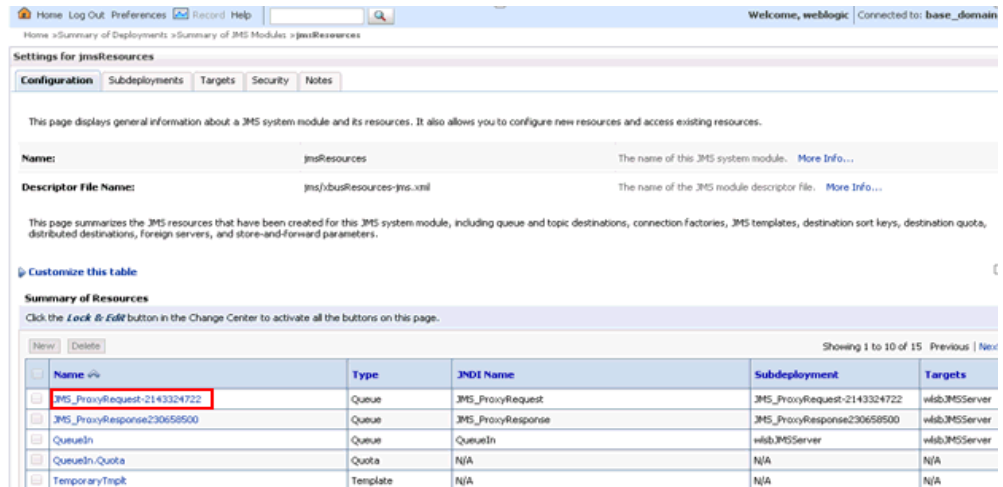 Home Log Out Preferences Record Help
Welcome, weblogic Connected to: base_domain
Home >Summary of Deployments >Summary of JMS Modules >jmsResources
Settings for jmsResources
Configuration Subdeployments Targets Security Notes
This page displays general information about a JMS system module and its resources. It also allows you to configure new resources and access existing resources.
Name: jmsResources The name of this JMS system module. More Info...
Descriptor File Name: jms/xbusResources-jms.xml The name of the JMS module descriptor file. More Info...
This page summarizes the JMS resources that have been created for this JMS system module, including queue and topic destinations, connection factories, JMS templates, destination sort keys, destination quota,
distributed destinations, foreign servers, and store-and-forward parameters.
Customize this table
Summary of Resources
Click the Lock & Edit button in the Change Center to activate all the buttons on this page.
New Delete Showing 1 to 10 of 15 Previous | Next
Name Type JNDI Name Subdeployment Targets
JMS_ProxyRequest-2143324722 Queue JMS_ProxyRequest JMS_ProxyRequest-2143324722 wlsbJMSServer
JMS_ProxyResponse230658500 Queue JMS_ProxyResponse JMS_ProxyResponse230658500 wlsbJMSServer
QueueIn Queue QueueIn wlsbJMSServer wlsbJMSServer
QueueIn.Quota Quota N/A N/A N/A
TemporaryTmplt Template N/A N/A N/A